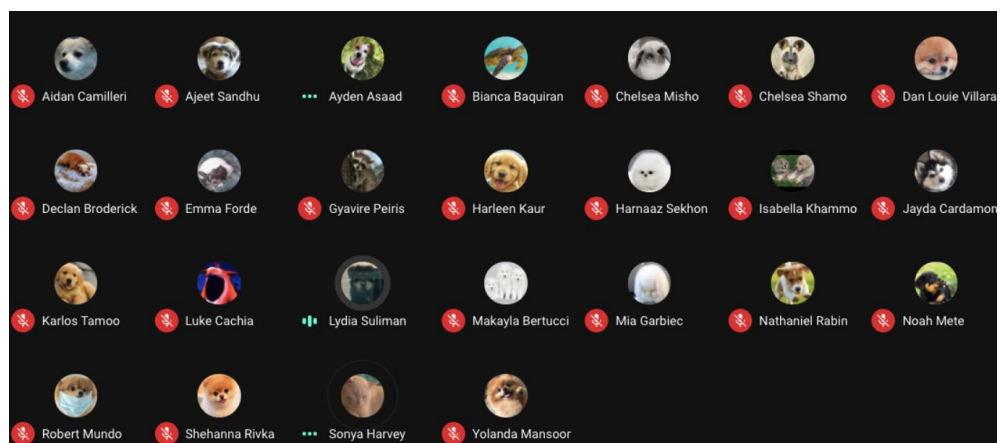 Aidan Camilleri Ajeet Sandhu Ayden Asaad Bianca Baquiran Chelsea Misho Chelsea Shamo Dan Louie Villara
Declan Broderick Emma Forde Gyavire Peiris Harleen Kaur Harnaaz Sekhon Isabella Khammo Jayda Cardamon
Karlos Tamoo Luke Cachia Lydia Suliman Makayla Bertucci Mia Garbiec Nathaniel Rabin Noah Mete
Robert Mundo Shehanna Rivka Sonya Harvey Yolanda Mansoor